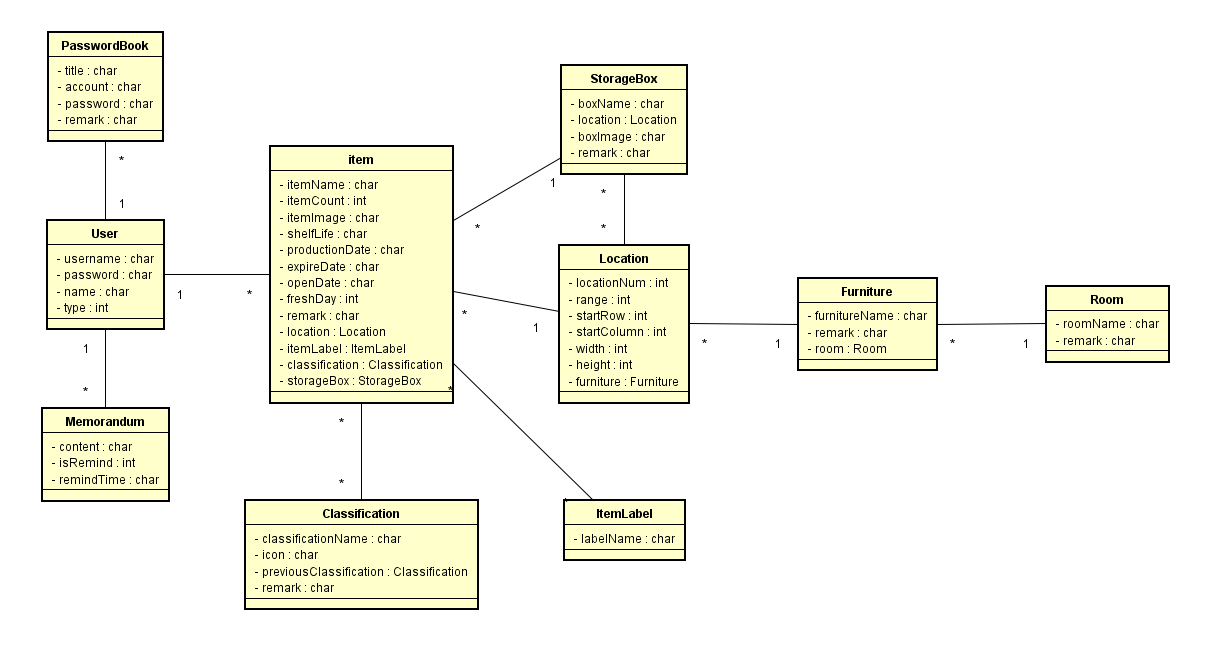 PasswordBook
- title : char
- account : char
- password : char
- remark : char
*
1
User
- username : char
- password : char
- name : char
- type : int
1
*
1
*
Memorandum
- content : char
- isRemind : int
- remindTime : char
item
- itemName : char
- itemCount : int
- itemImage : char
- shelfLife : char
- productionDate : char
- expireDate : char
- openDate : char
- freshDay : int
- remark : char
- location : Location
- itemLabel : ItemLabel
- classification : Classification
- storageBox : StorageBox
*
1
*
1
*
*
*
*
Classification
- classificationName : char
- icon : char
- previousClassification : Classification
- remark : char
StorageBox
- boxName : char
- location : Location
- boxImage : char
- remark : char
*
*
Location
- locationNum : int
- range : int
- startRow : int
- startColumn : int
- width : int
- height : int
- furniture : Furniture
*
1
ItemLabel
- labelName : char
Furniture
- furnitureName : char
- remark : char
- room : Room
*
1
Room
- roomName : char
- remark : char